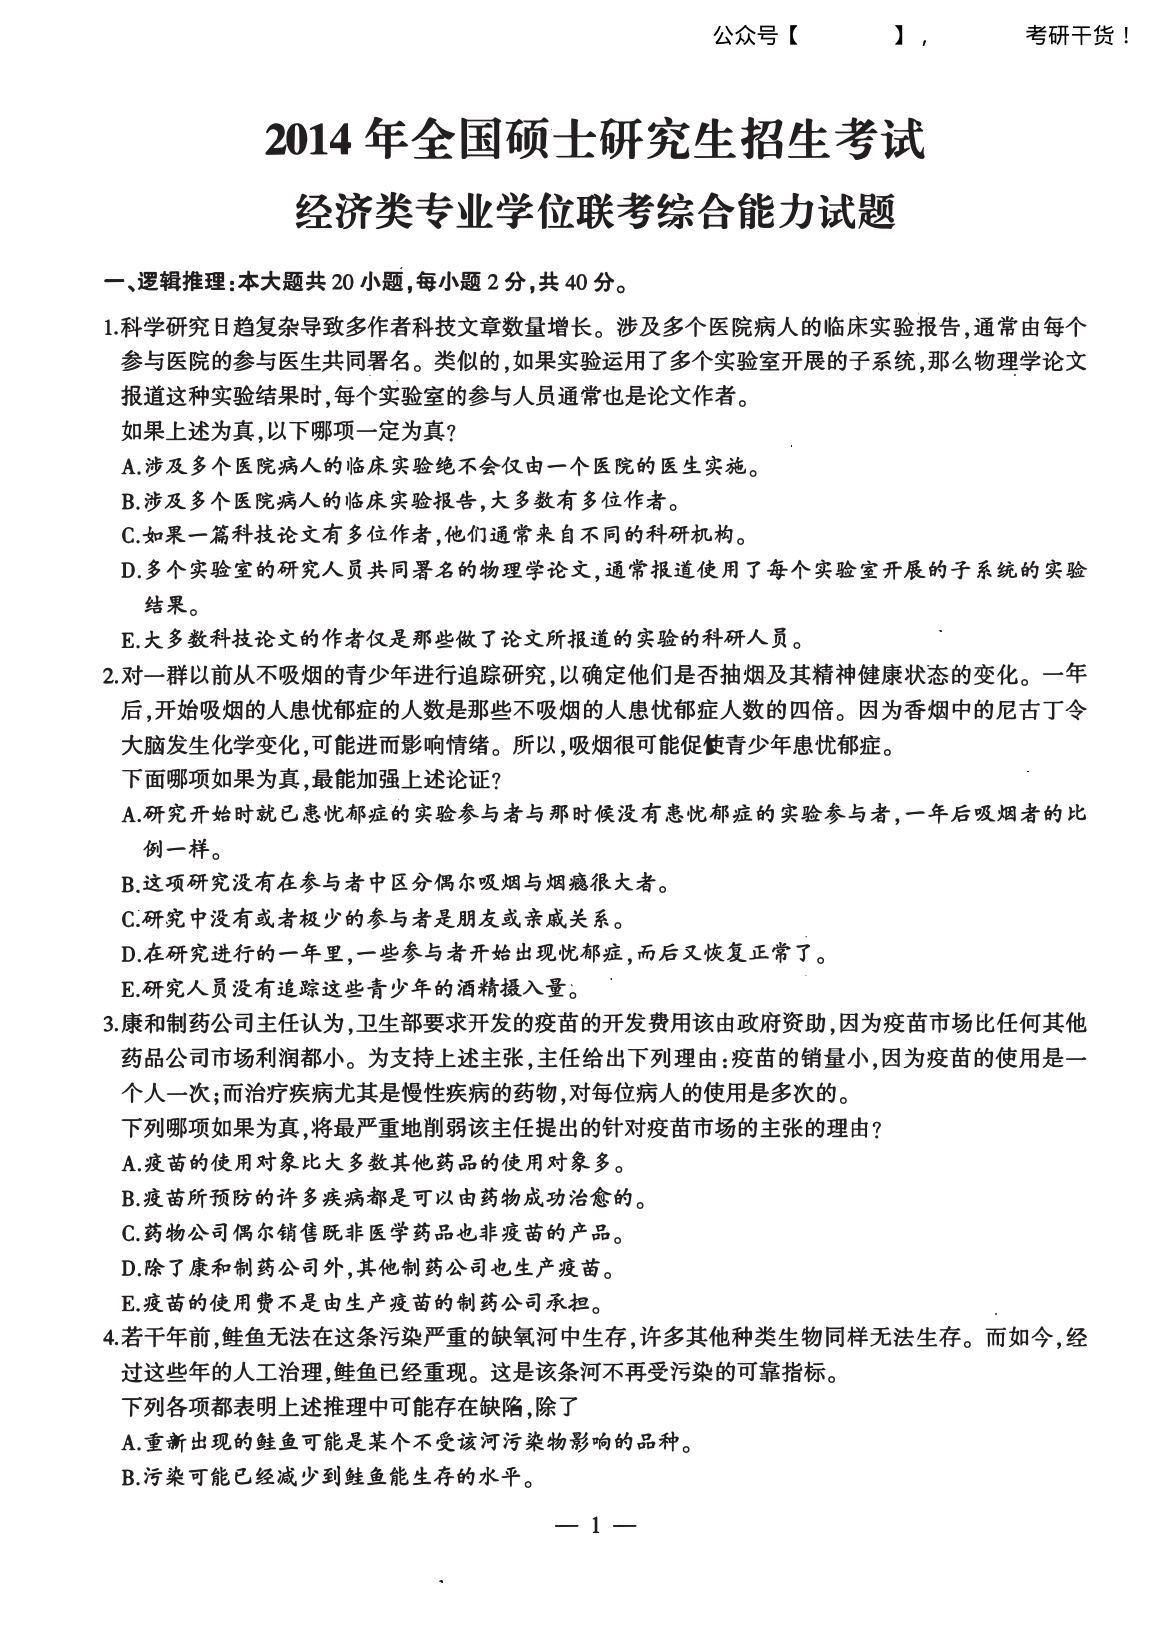 公众号【 】, 考研干货！
2014 年全国硕士研究生招生考试
经济类专业学位联考综合能力试题
一、逻辑推理:本大题共 20 小题,每小题 2 分,共 40 分。
1.科学研究日趋复杂导致多作者科技文章数量增长。涉及多个医院病人的临床实验报告,通常由每个
参与医院的参与医生共同署名。类似的,如果实验运用了多个实验室开展的子系统,那么物理学论文
报道这种实验结果时,每个实验室的参与人员通常也是论文作者。
如果上述为真,以下哪项一定为真?
A.涉及多个医院病人的临床实验绝不会仅由一个医院的医生实施。
B.涉及多个医院病人的临床实验报告,大多数有多位作者。
C.如果一篇科技论文有多位作者,他们通常来自不同的科研机构。
D.多个实验室的研究人员共同署名的物理学论文,通常报道使用了每个实验室开展的子系统的实验
结果。
E.大多数科技论文的作者仅是那些做了论文所报道的实验的科研人员。
2.对一群以前从不吸烟的青少年进行追踪研究,以确定他们是否抽烟及其精神健康状态的变化。一年
后,开始吸烟的人患忧郁症的人数是那些不吸烟的人患忧郁症人数的四倍。因为香烟中的尼古丁令
大脑发生化学变化,可能进而影响情绪。所以,吸烟很可能促使青少年患忧郁症。
下面哪项如果为真,最能加强上述论证?
A.研究开始时就已患忧郁症的实验参与者与那时候没有患忧郁症的实验参与者,一年后吸烟者的比
例一样。
B.这项研究没有在参与者中区分偶尔吸烟与烟瘾很大者。
C.研究中没有或者极少的参与者是朋友或亲戚关系。
D.在研究进行的一年里,一些参与者开始出现忧郁症,而后又恢复正常了。
E.研究人员没有追踪这些青少年的酒精摄入量。
3.康和制药公司主任认为,卫生部要求开发的疫苗的开发费用该由政府资助,因为疫苗市场比任何其他
药品公司市场利润都小。为支持上述主张,主任给出下列理由:疫苗的销量小,因为疫苗的使用是一
个人一次;而治疗疾病尤其是慢性疾病的药物,对每位病人的使用是多次的。
下列哪项如果为真,将最严重地削弱该主任提出的针对疫苗市场的主张的理由?
A.疫苗的使用对象比大多数其他药品的使用对象多。
B.疫苗所预防的许多疾病都是可以由药物成功治愈的。
C.药物公司偶尔销售既非医学药品也非疫苗的产品。
D.除了康和制药公司外,其他制药公司也生产疫苗。
E.疫苗的使用费不是由生产疫苗的制药公司承担。
4.若干年前,鲑鱼无法在这条污染严重的缺氧河中生存,许多其他种类生物同样无法生存。而如今,经
过这些年的人工治理,鲑鱼已经重现。这是该条河不再受污染的可靠指标。
下列各项都表明上述推理中可能存在缺陷,除了
A.重新出现的鲑鱼可能是某个不受该河污染物影响的品种。
B.污染可能已经减少到鲑鱼能生存的水平。
— 1 —